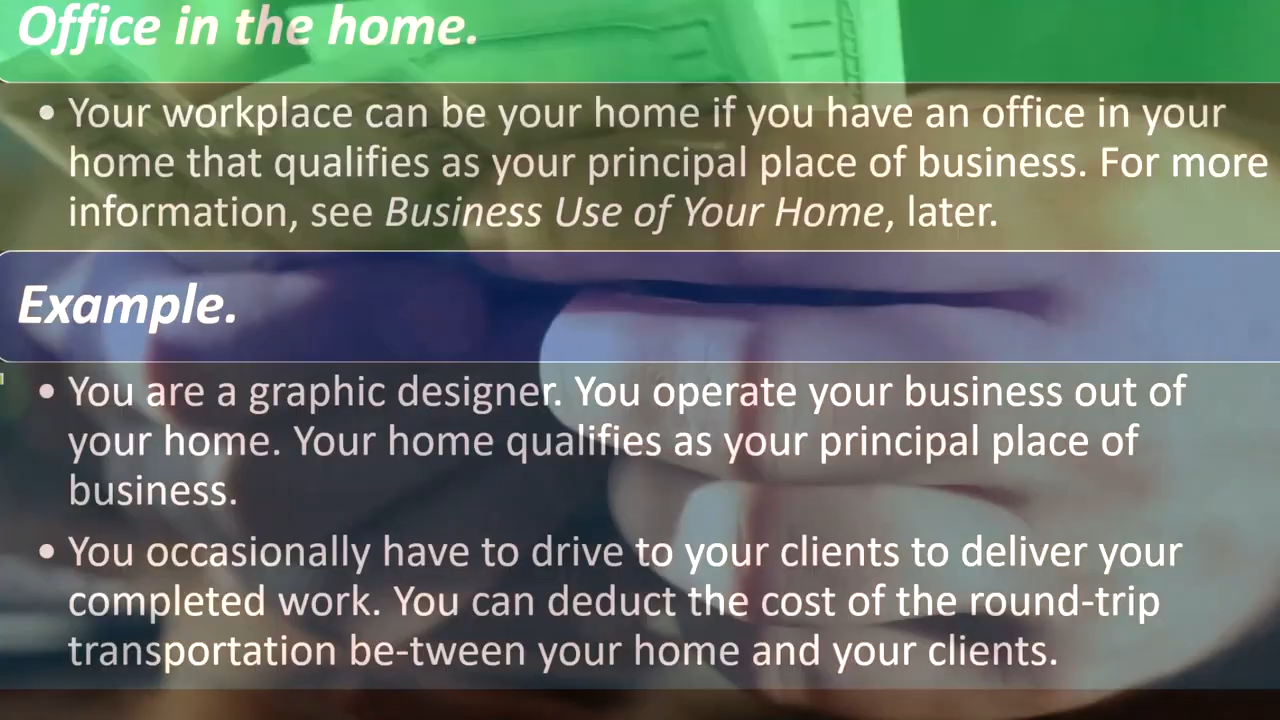 Office in the home.
• Your workplace can be your home if you have an office in your
home that qualifies as your principal place of business. For more
information, see Business Use of Your Home, later.
Example.
• You are a graphic designer. You operate your business out of
your home. Your home qualifies as your principal place of
business.
• You occasionally have to drive to your clients to deliver your
completed work. You can deduct the cost of the round-trip
transportation be-tween your home and your clients.